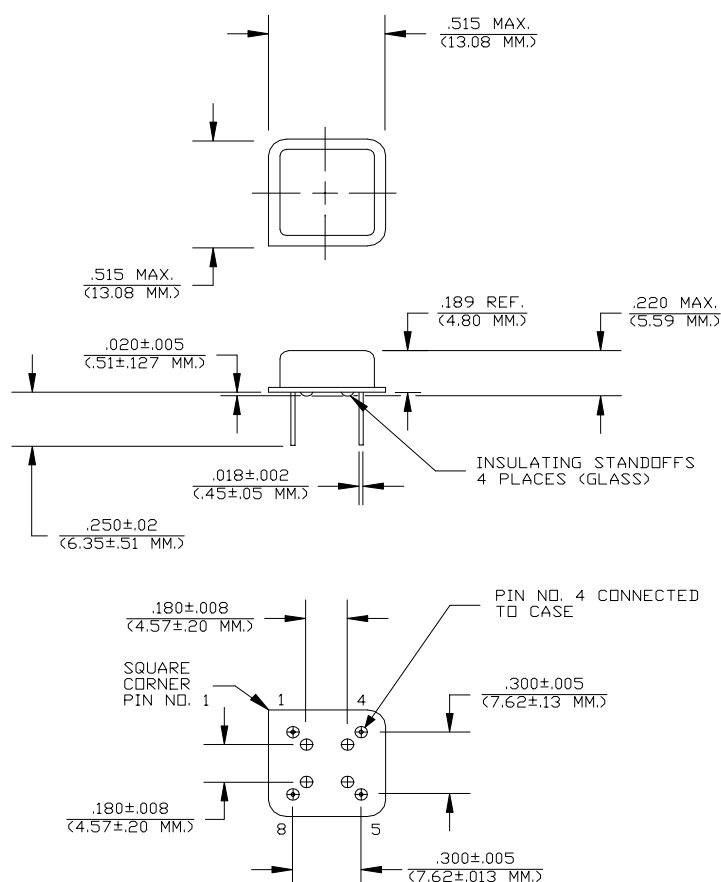 .515 MAX.
(13.08 MM.)
.515 MAX.
(13.08 MM.)
.189 REF.
(4.80 MM.)
.220 MAX.
(5.59 MM.)
.020±.005
(.51±.127 MM.)
INSULATING STANDOFFS
4 PLACES (GLASS)
.018±.002
(.45±.05 MM.)
.250±.02
(6.35±.51 MM.)
PIN NO. 4 CONNECTED
TO CASE
.180±.008
(4.57±.20 MM.)
SQUARE
CORNER
PIN NO. 1
1
4
.300±.005
(7.62±.13 MM.)
.180±.008
(4.57±.20 MM.)
8
5
.300±.005
(7.62±.013 MM.)